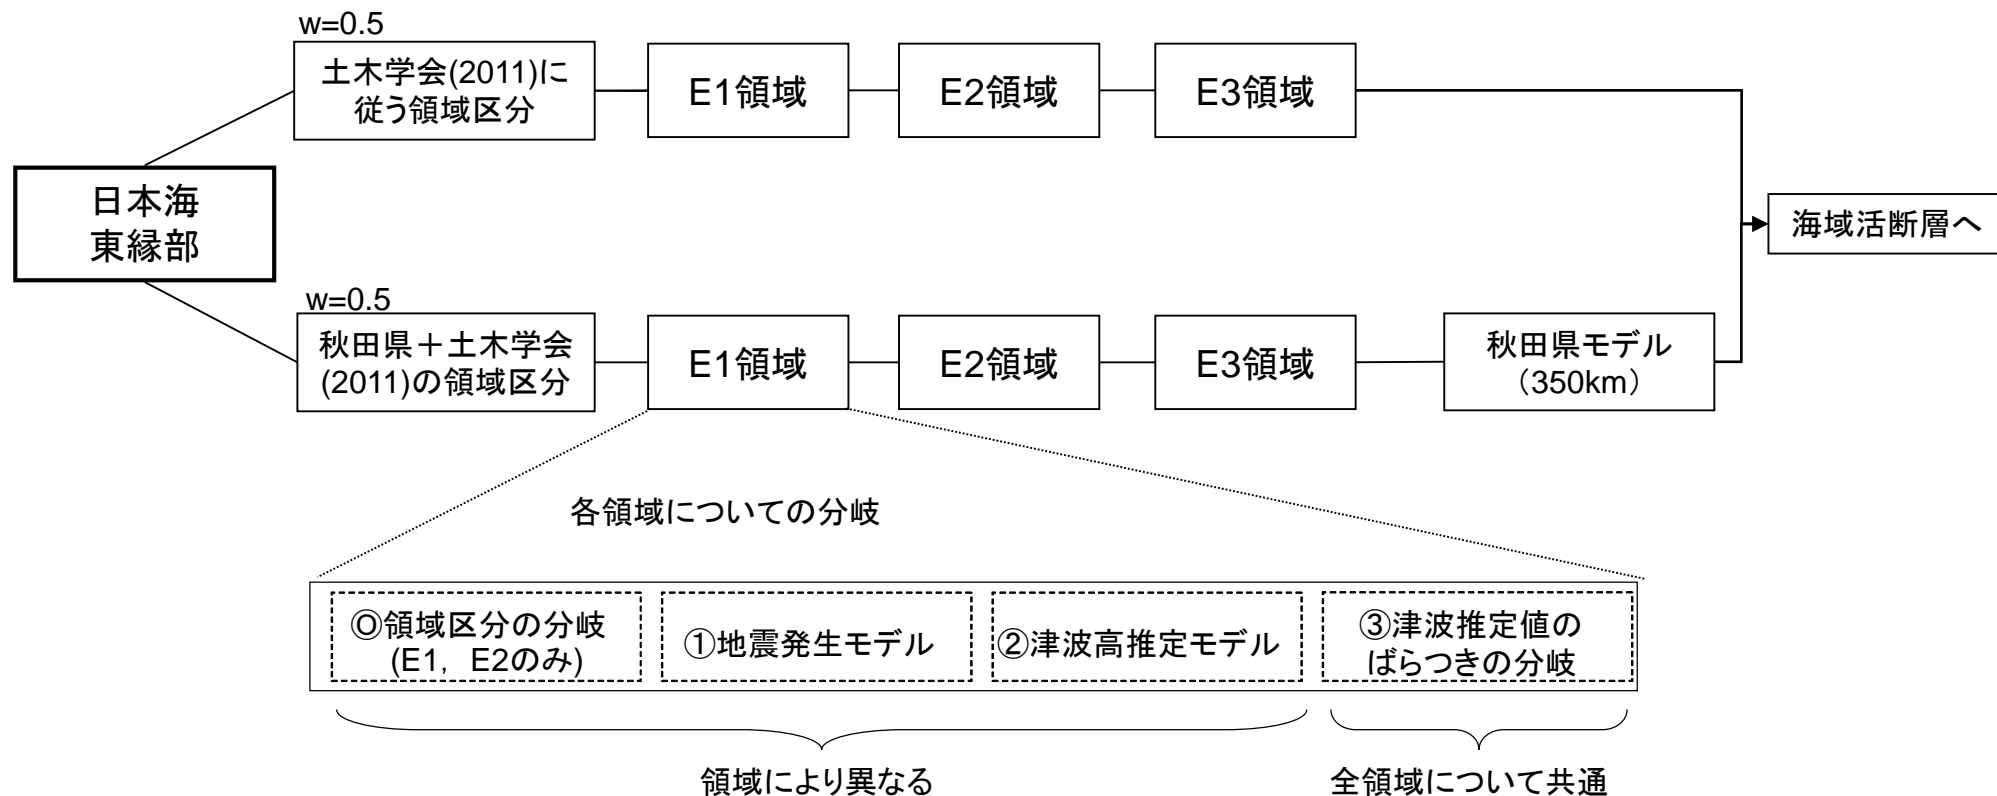 w=0.5
土木学会(2011)に
従う領域区分
E1領域
E2領域
E3領域
日本海
東縁部
海域活断層へ
w=0.5
秋田県＋土木学会
(2011)の領域区分
E1領域
E2領域
E3領域
秋田県モデル
（350km）
各領域についての分岐
⓪領域区分の分岐
(E1，E2のみ)
①地震発生モデル
②津波高推定モデル
③津波推定値の
ばらつきの分岐
領域により異なる
全領域について共通